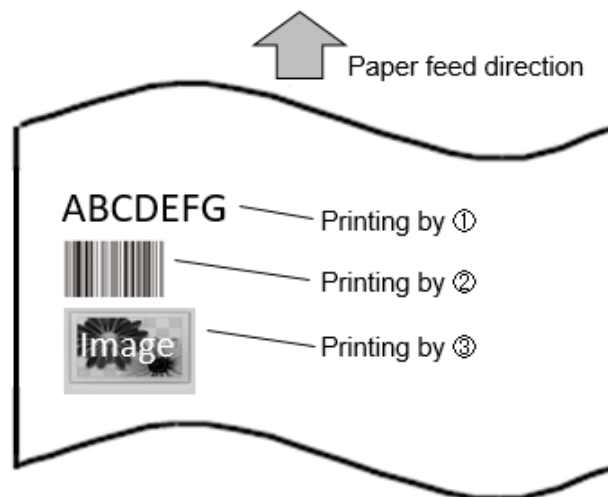 Paper feed direction
ABCDEFG
Printing by ①
Printing by ②
Image
Printing by ③